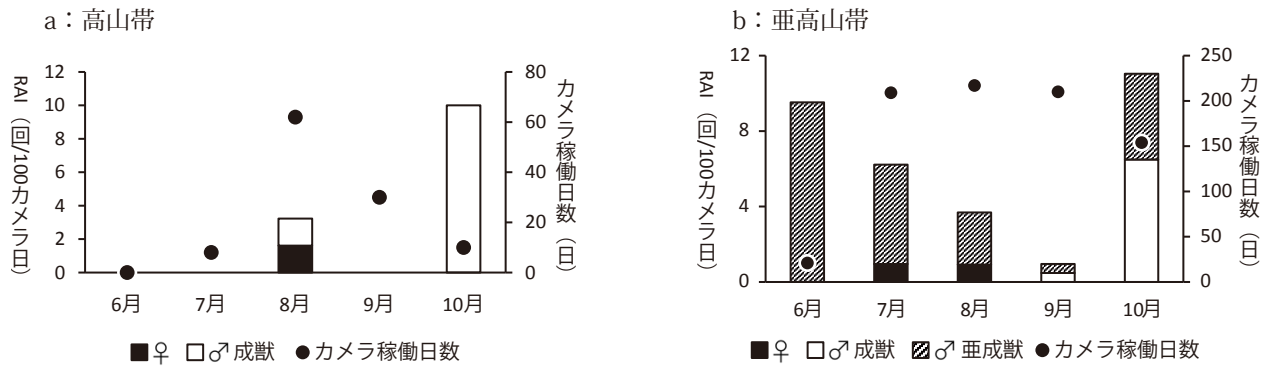 a：高山帯
RAI（回/100カメラ日）
12
10
8
6
4
2
0
80
60
40
20
0
カメラ稼働日数（日）
6月 7月 8月 9月 10月
■♀ □♂成獣 ●カメラ稼働日数
b：亜高山帯
RAI（回/100カメラ日）
12
8
4
0
250
200
150
100
50
0
カメラ稼働日数（日）
6月 7月 8月 9月 10月
♀ ♂成獣 ♂亜成獣 ●カメラ稼働日数